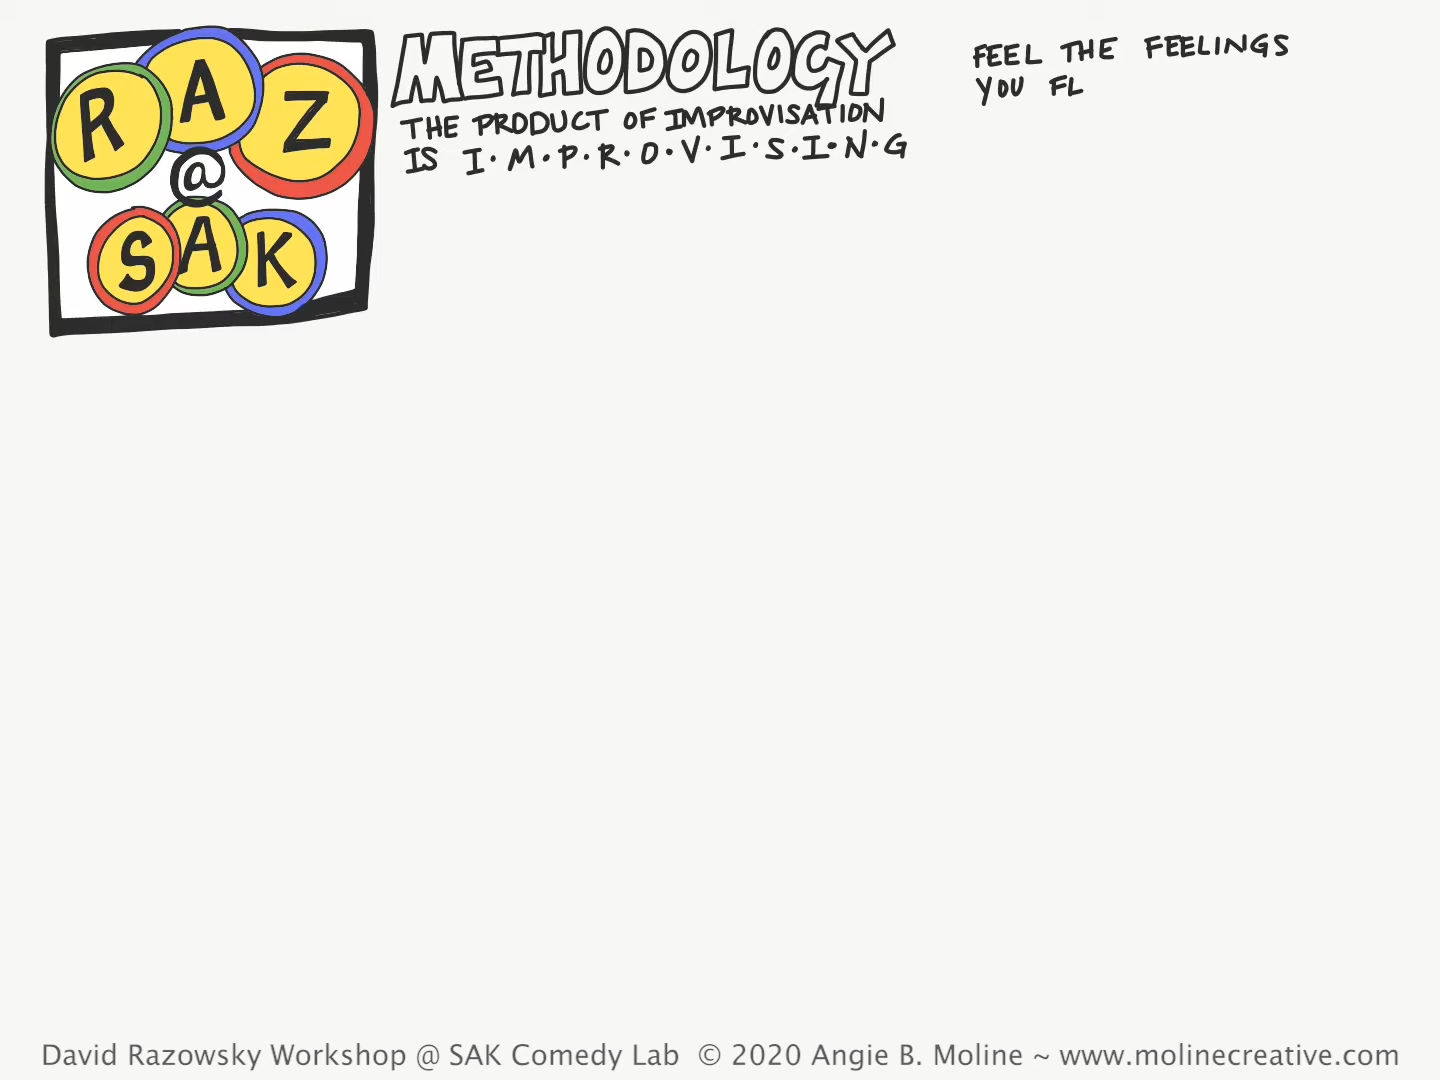 RAZ
@
SAK
METHODOLOGY
THE PRODUCT OF IMPROVISATION
IS I·M·P·R·O·V·I·S·I·N·G
FEEL THE FEELINGS
YOU FL
David Razowsky Workshop @ SAK Comedy Lab © 2020 Angie B. Moline ~ www.molinecreative.com